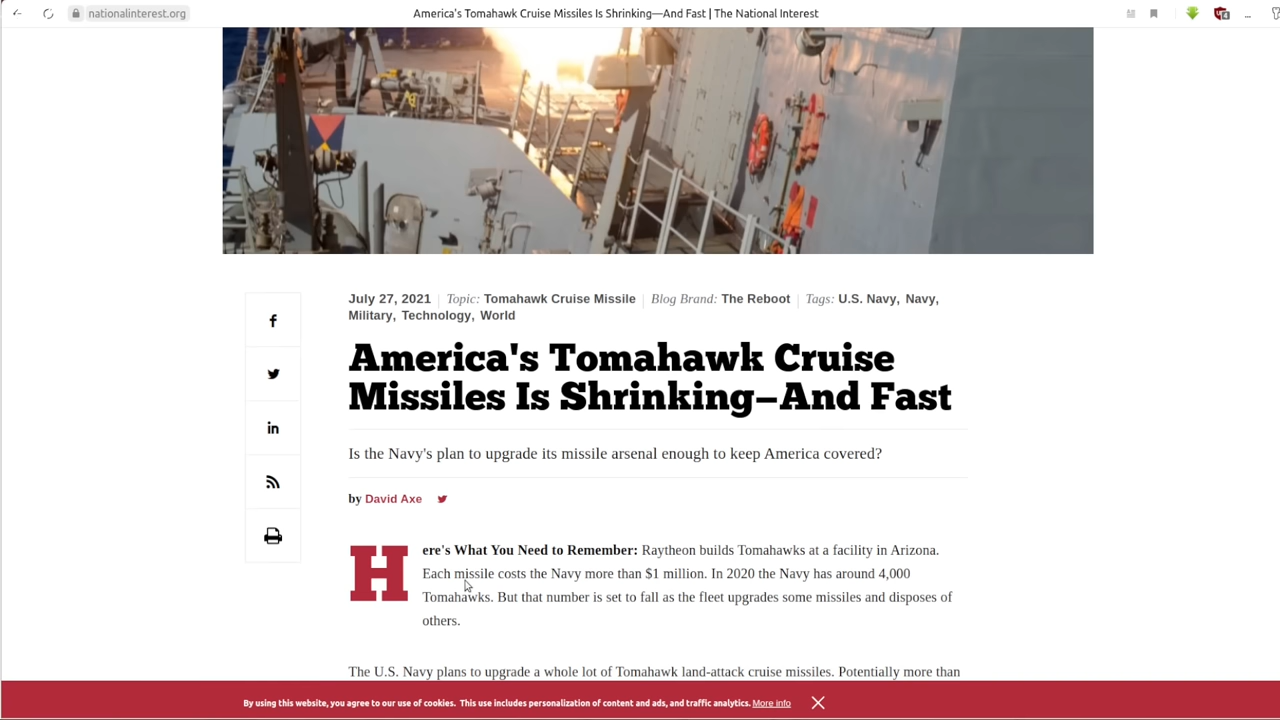 nationalinterest.org
America's Tomahawk Cruise Missiles Is Shrinking—And Fast | The National Interest
July 27, 2021 | Topic: Tomahawk Cruise Missile | Blog Brand: The Reboot | Tags: U.S. Navy, Navy,
Military, Technology, World
America's Tomahawk Cruise
Missiles Is Shrinking—And Fast
Is the Navy's plan to upgrade its missile arsenal enough to keep America covered?
by David Axe
Here's What You Need to Remember: Raytheon builds Tomahawks at a facility in Arizona.
Each missile costs the Navy more than $1 million. In 2020 the Navy has around 4,000
Tomahawks. But that number is set to fall as the fleet upgrades some missiles and disposes of
others.
The U.S. Navy plans to upgrade a whole lot of Tomahawk land-attack cruise missiles. Potentially more than
By using this website, you agree to our use of cookies. This use includes personalization of content and ads, and traffic analytics. More info